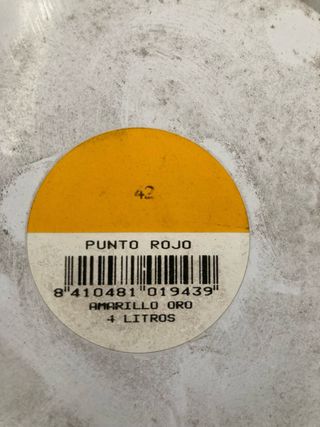 42
PUNTO ROJO
8"410481"019439"
AMARILLO ORO
4 LITROS